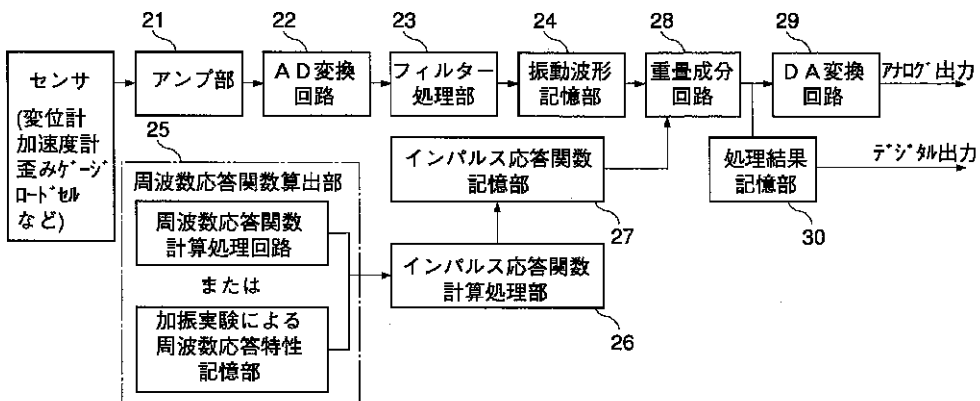 21
22
23
24
28
29
センサ
(変位計
加速度計
歪みゲージ
ロードセル
など)
アンプ部
AD変換
回路
フィルター
処理部
振動波形
記憶部
重畳成分
回路
DA変換
回路
アナログ出力
25
周波数応答関数算出部
周波数応答関数
計算処理回路
または
加振実験による
周波数応答特性
記憶部
インパルス応答関数
記憶部
27
インパルス応答関数
計算処理部
26
処理結果
記憶部
30
デジタル出力